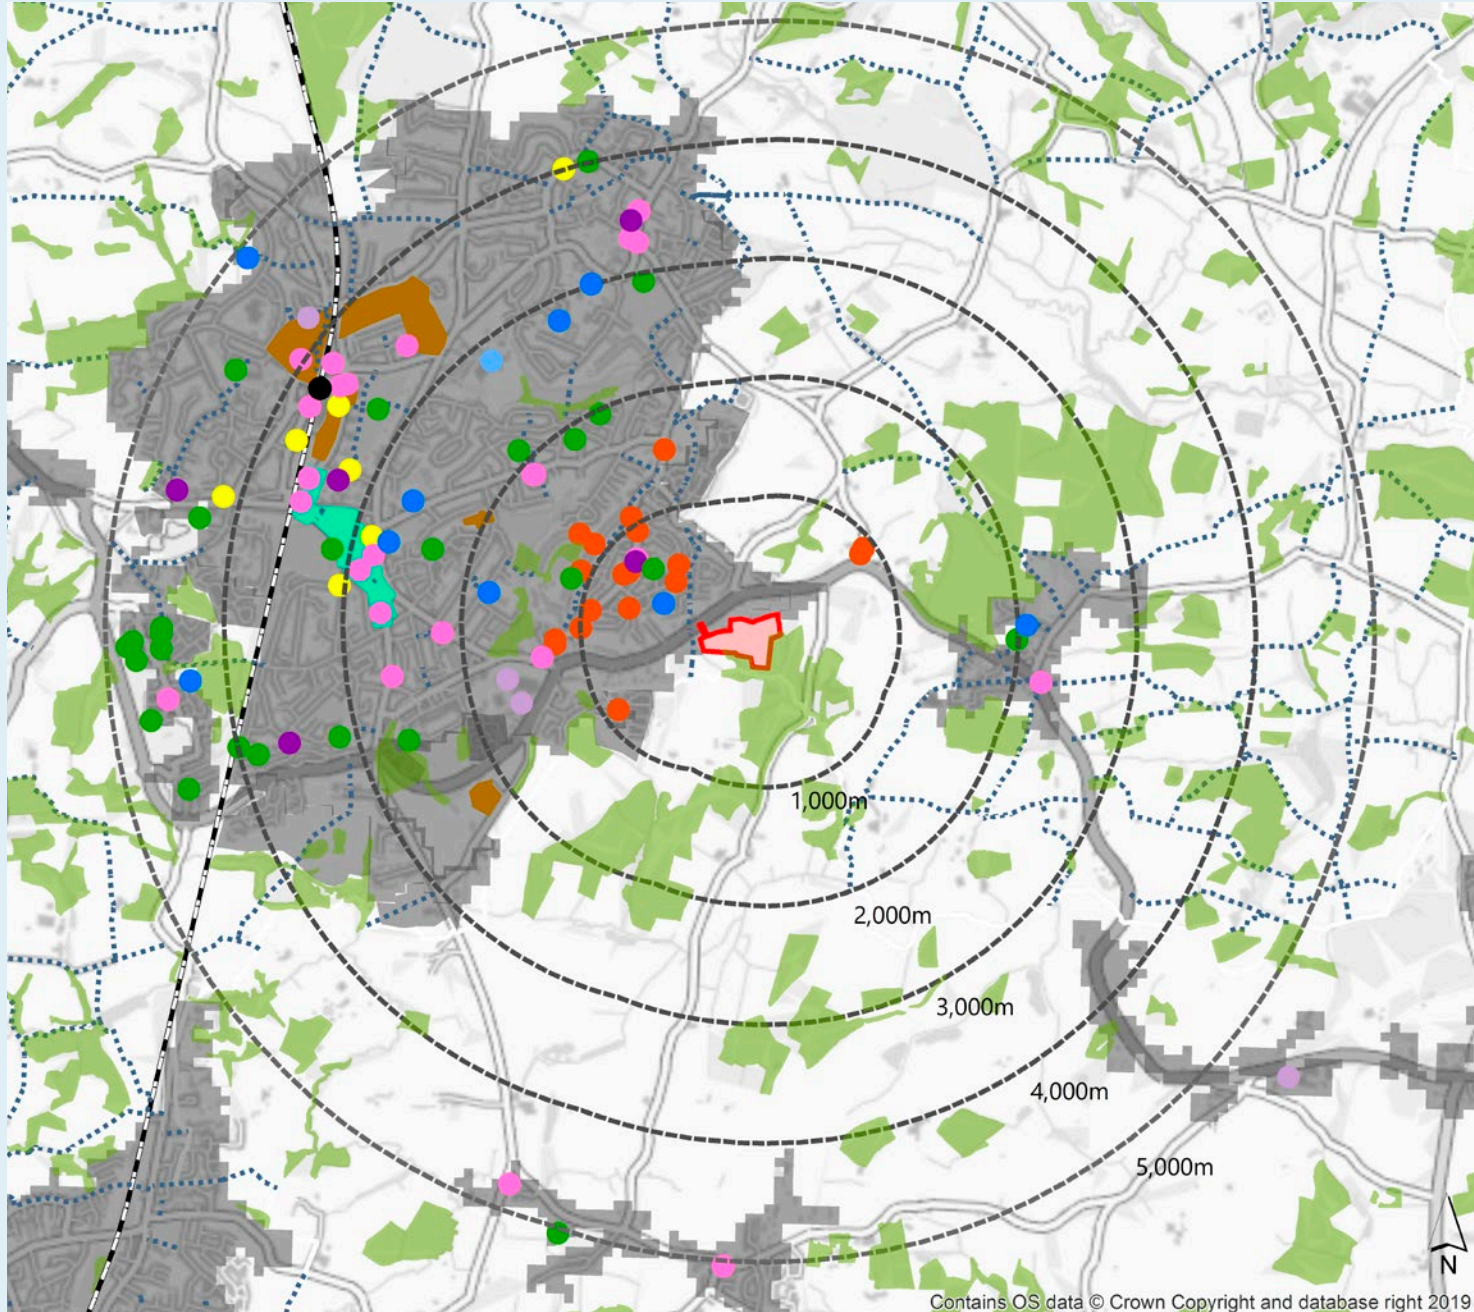 1,000m
2,000m
3,000m
4,000m
5,000m
N
Contains OS data © Crown Copyright and database right 2019